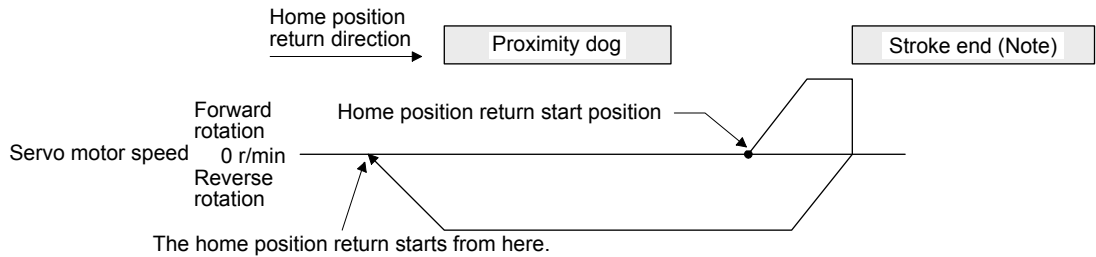 Home position
return direction
Proximity dog
Stroke end (Note)
Forward
rotation
Home position return start position
Servo motor speed
0 r/min
Reverse
rotation
The home position return starts from here.